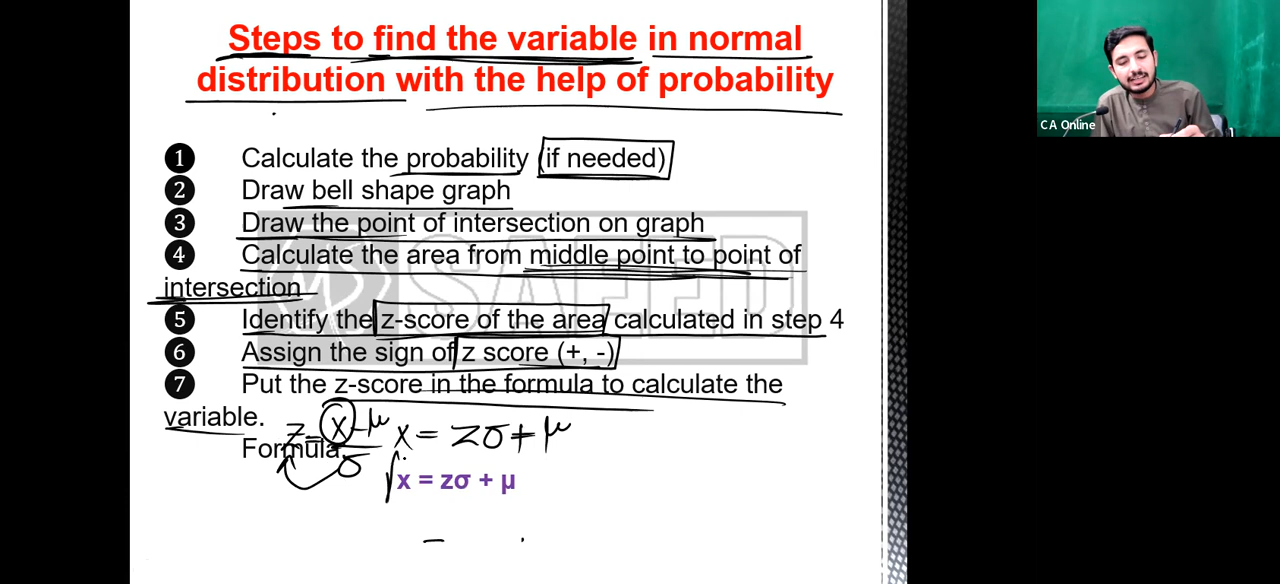 Steps to find the variable in normal
distribution with the help of probability
1 Calculate the probability (if needed)
2 Draw bell shape graph
3 Draw the point of intersection on graph
4 Calculate the area from middle point to point of
intersection
5 Identify the z-score of the area calculated in step 4
6 Assign the sign of z score (+, -)
7 Put the z-score in the formula to calculate the
variable.
z = x - μ / σ
x = zσ + μ
Formula:
x = zσ + μ
SAEED
C A Online